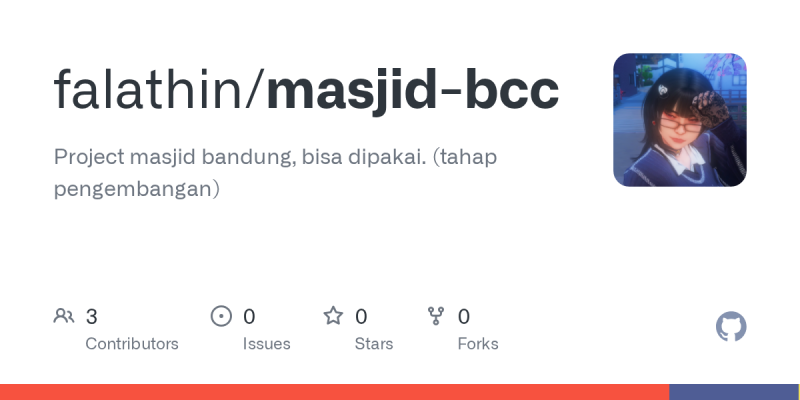 falathin/masjid-bcc
Project masjid bandung, bisa dipakai. (tahap
pengembangan)
3
Contributors
0
Issues
0
Stars
0
Forks